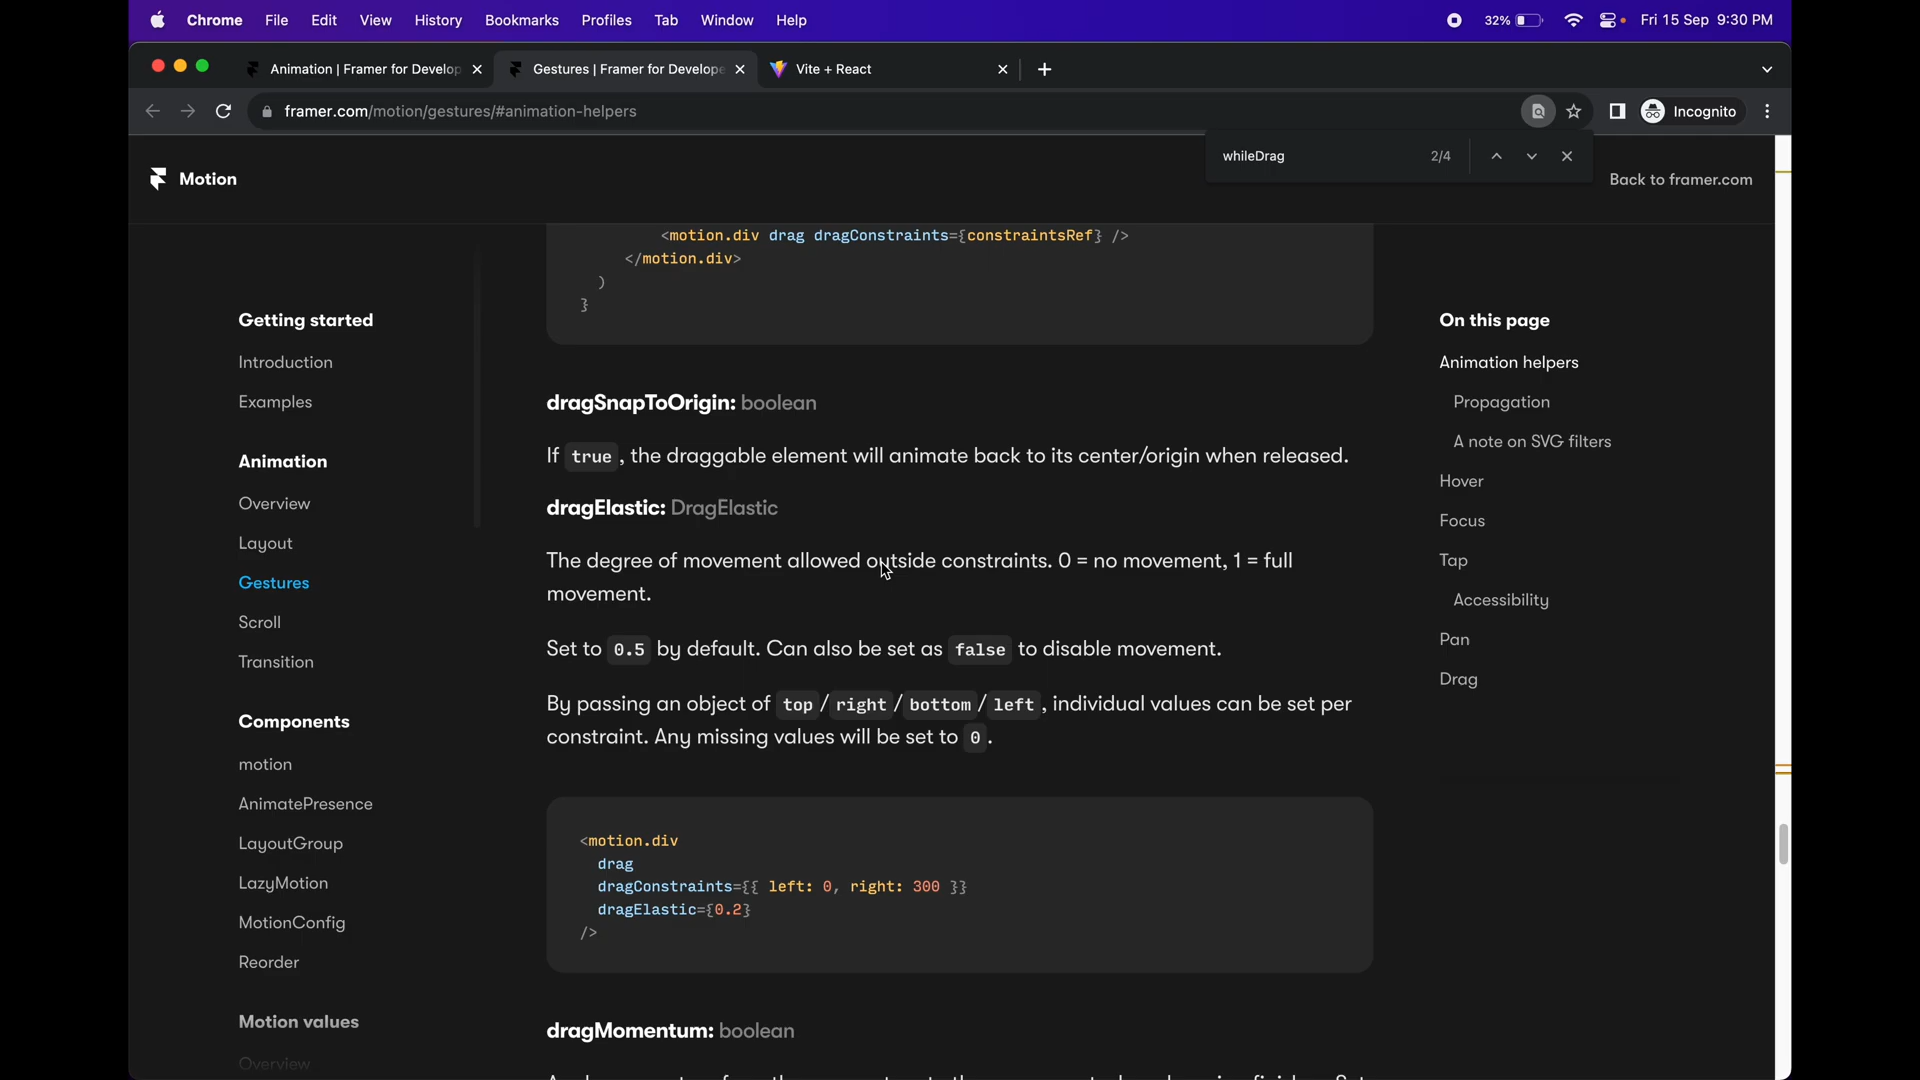 Chrome File Edit View History Bookmarks Profiles Tab Window Help 32% Fri 15 Sep 9:30 PM
Animation | Framer for Develop Gestures | Framer for Develope Vite + React
framer.com/motion/gestures/#animation-helpers Incognito
whileDrag 2/4
Motion Back to framer.com
Getting started
Introduction
Examples
Animation
Overview
Layout
Gestures
Scroll
Transition
Components
motion
AnimatePresence
LayoutGroup
LazyMotion
MotionConfig
Reorder
Motion values
Overview
<motion.div drag dragConstraints={constraintsRef} />
</motion.div>
)
}
dragSnapToOrigin: boolean
If true, the draggable element will animate back to its center/origin when released.
dragElastic: DragElastic
The degree of movement allowed outside constraints. 0 = no movement, 1 = full
movement.
Set to 0.5 by default. Can also be set as false to disable movement.
By passing an object of top/right/bottom/left, individual values can be set per
constraint. Any missing values will be set to 0.
<motion.div
drag
dragConstraints={{ left: 0, right: 300 }}
dragElastic={0.2}
/>
dragMomentum: boolean
On this page
Animation helpers
Propagation
A note on SVG filters
Hover
Focus
Tap
Accessibility
Pan
Drag